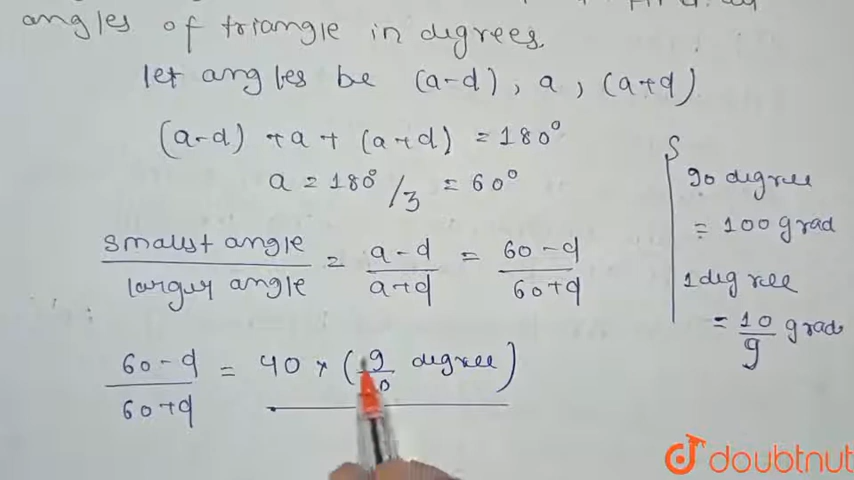 angles of triangle in degrees.
let angles be (a-d), a, (a+d)
(a-d) +a + (a+d) = 180°
a = 180°/3 = 60°
smallst angle / larger angle = a-d / a+d = 60-d / 60+d
60-d / 60+d = 40 × (9/10 degree)
90 degree
= 100 grad
1 degree
= 10/9 grad
doubtnut